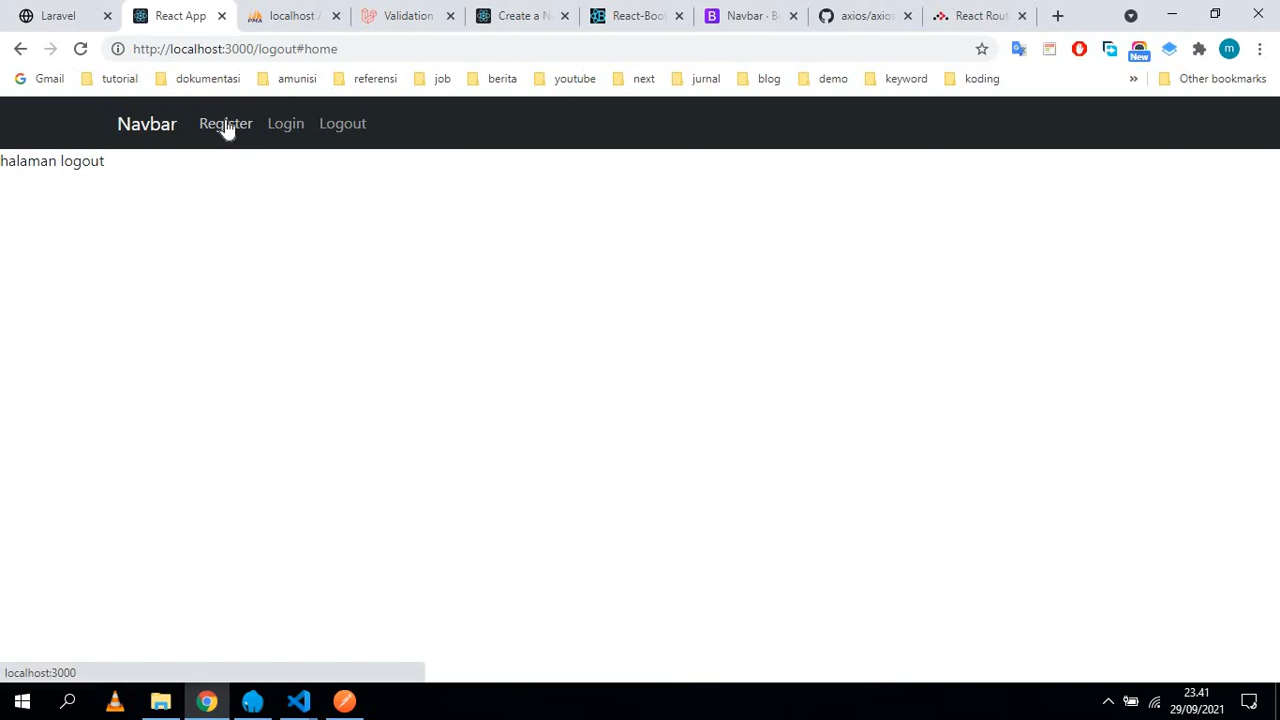 Laravel
React App
localhost /
Validation
Create a N
React-Boo
Navbar · B
axios/axio
React Rout
http://localhost:3000/logout#home
New
m
Gmail
tutorial
dokumentasi
amunisi
referensi
job
berita
youtube
next
jurnal
blog
demo
keyword
koding
»
Other bookmarks
Navbar
Register
Login
Logout
halaman logout
localhost:3000
23.41
29/09/2021